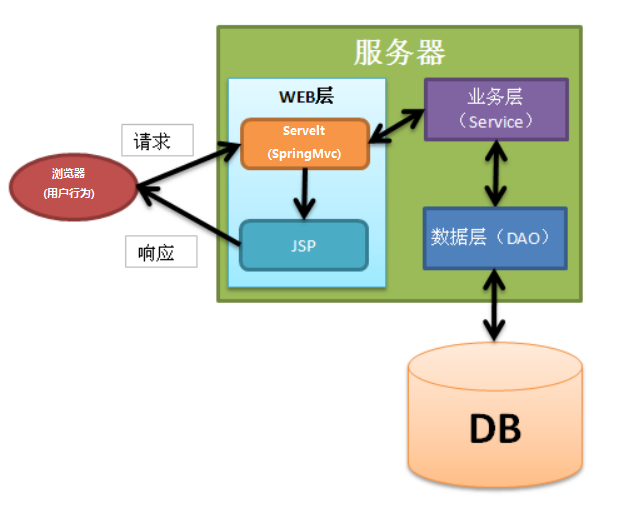 服务器
WEB层
业务层
（Service）
Servelt
(SpringMvc)
请求
浏览器
(用户行为)
响应
JSP
数据层（DAO）
DB